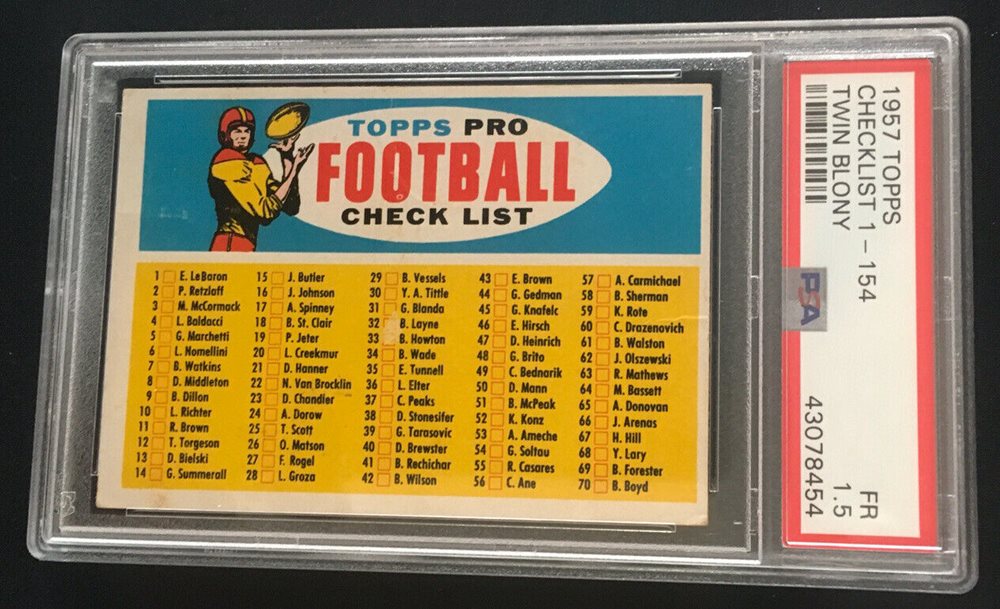 TOPPS PRO
FOOTBALL
CHECK LIST
1 E. LeBaron
2 P. Retzlaff
3 M. McCormack
4 L. Baldacci
5 G. Marchetti
6 L. Nomellini
7 B. Watkins
8 D. Middleton
9 B. Dillon
10 L. Richter
11 R. Brown
12 T. Torgeson
13 D. Bielski
14 G. Summerall
15 J. Butler
16 J. Johnson
17 A. Spinney
18 B. St. Clair
19 P. Jeter
20 L. Creekmur
21 D. Hanner
22 N. Van Brocklin
23 D. Chandler
24 A. Dorow
25 T. Scott
26 O. Matson
27 F. Rogel
28 L. Groza
29 B. Vessels
30 Y. A. Tittle
31 G. Blanda
32 B. Layne
33 B. Howton
34 B. Wade
35 E. Tunnell
36 L. Elter
37 C. Peaks
38 D. Stonesifer
39 G. Tarasovic
40 D. Brewster
41 B. Rechichar
42 B. Wilson
43 E. Brown
44 G. Gedman
45 G. Knafelc
46 E. Hirsch
47 D. Heinrich
48 G. Brito
49 C. Bednarik
50 D. Mann
51 B. McPeak
52 K. Konz
53 A. Ameche
54 G. Soltau
55 R. Casares
56 C. Ane
57 A. Carmichael
58 B. Sherman
59 K. Rote
60 C. Drazenovich
61 B. Walston
62 J. Olszewski
63 R. Mathews
64 M. Bassett
65 A. Donovan
66 J. Arenas
67 H. Hill
68 Y. Lary
69 B. Forester
70 B. Boyd
1957 TOPPS
CHECKLIST 1 - 154
TWIN BLONY
PSA
FR
1.5
43078454